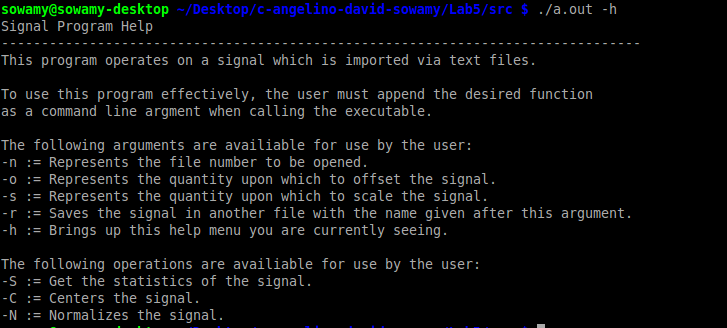 sowamy@sowamy-desktop ~/Desktop/c-angelino-david-sowamy/Lab5/src $ ./a.out -h
Signal Program Help
--------------------------------------------------------------------------------
This program operates on a signal which is imported via text files.
To use this program effectively, the user must append the desired function
as a command line argment when calling the executable.
The following arguments are availiable for use by the user:
-n := Represents the file number to be opened.
-o := Represents the quantity upon which to offset the signal.
-s := Represents the quantity upon which to scale the signal.
-r := Saves the signal in another file with the name given after this argument.
-h := Brings up this help menu you are currently seeing.
The following operations are availiable for use by the user:
-S := Get the statistics of the signal.
-C := Centers the signal.
-N := Normalizes the signal.